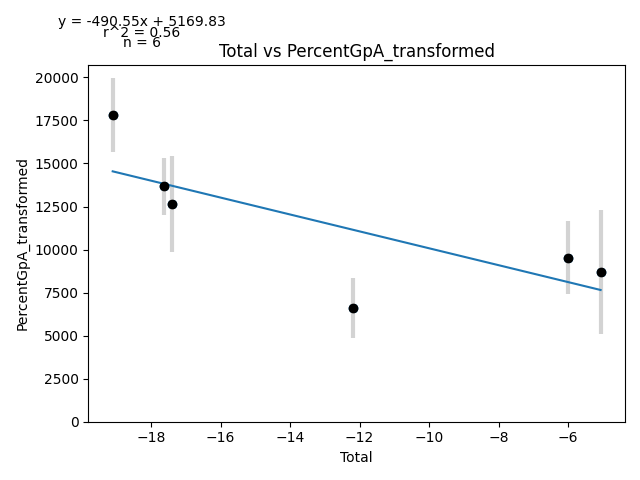 y = -490.55x + 5169.83
r^2 = 0.56
n = 6
Total vs PercentGpA_transformed
20000
17500
15000
12500
10000
7500
5000
2500
0
PercentGpA_transformed
−18
−16
−14
−12
−10
−8
−6
Total